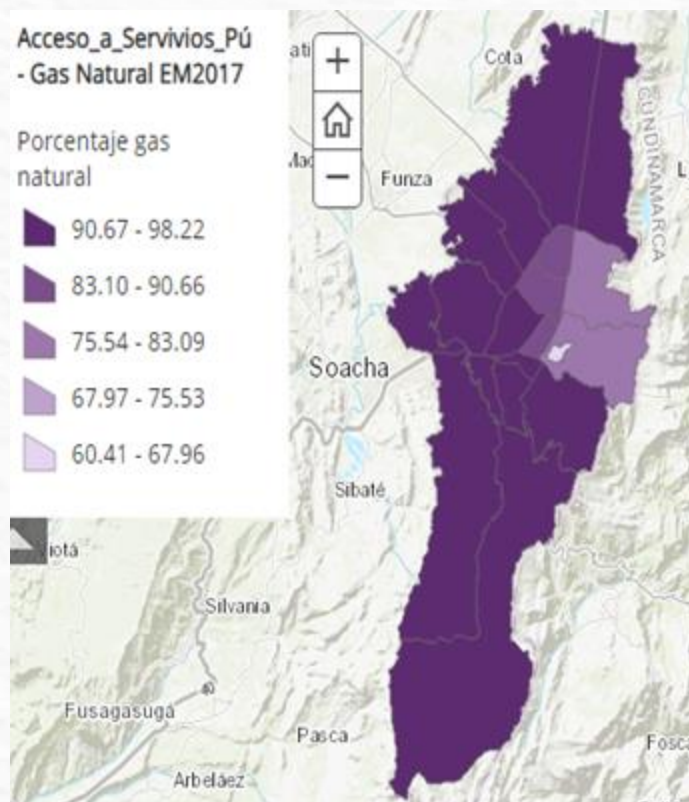 Acceso_a_Servivios_Pú
- Gas Natural EM2017
Porcentaje gas
natural
90.67 - 98.22
83.10 - 90.66
75.54 - 83.09
67.97 - 75.53
60.41 - 67.96
+
−
Cota
Funza
CUNDINAMARCA
Soacha
Sibaté
Silvania
40
Fusagasugá
Pasca
Arbeláez